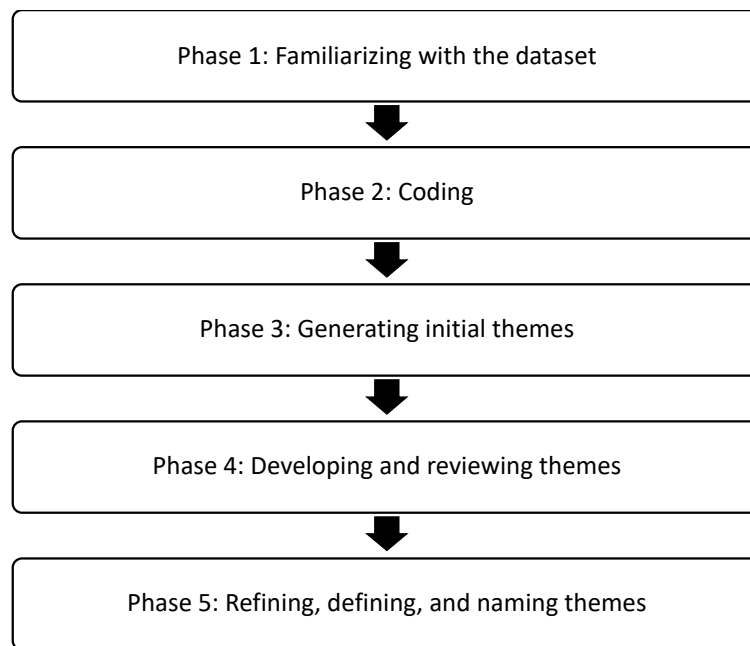 Phase 1: Familiarizing with the dataset
Phase 2: Coding
Phase 3: Generating initial themes
Phase 4: Developing and reviewing themes
Phase 5: Refining, defining, and naming themes